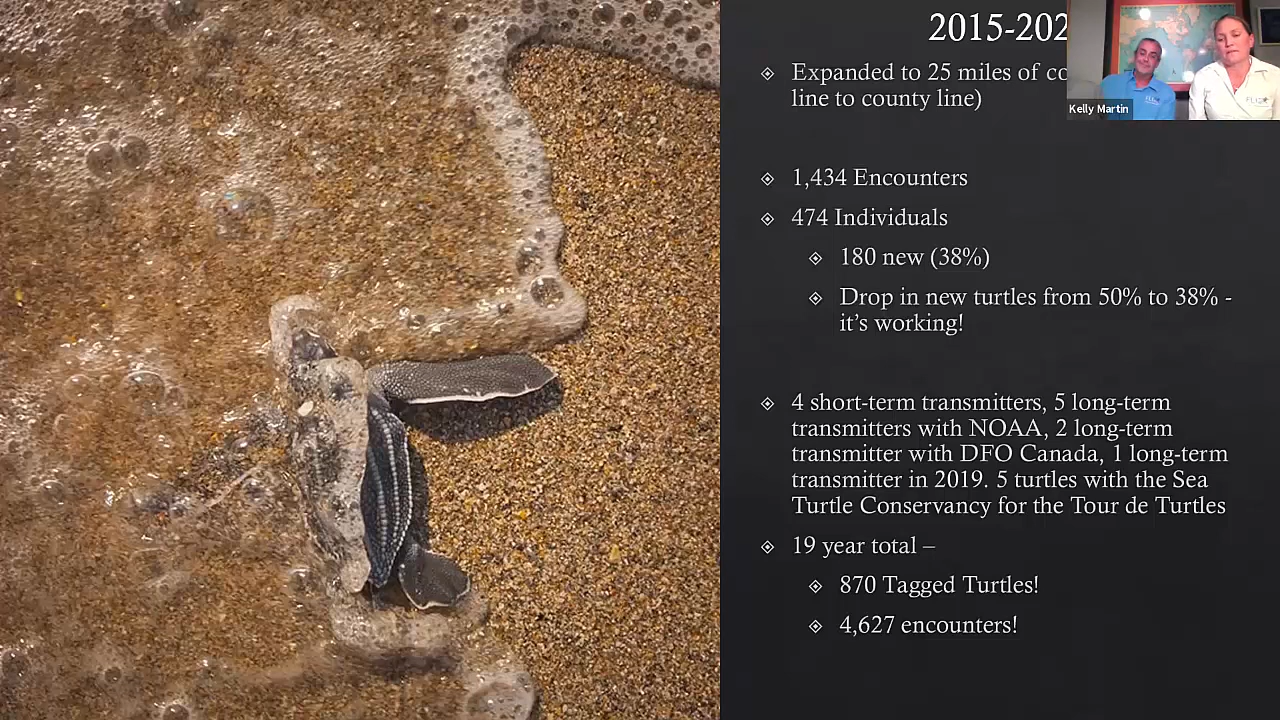 2015-202
Expanded to 25 miles of co
line to county line)
Kelly Martin
1,434 Encounters
474 Individuals
180 new (38%)
Drop in new turtles from 50% to 38% -
it’s working!
4 short-term transmitters, 5 long-term
transmitters with NOAA, 2 long-term
transmitter with DFO Canada, 1 long-term
transmitter in 2019. 5 turtles with the Sea
Turtle Conservancy for the Tour de Turtles
19 year total –
870 Tagged Turtles!
4,627 encounters!